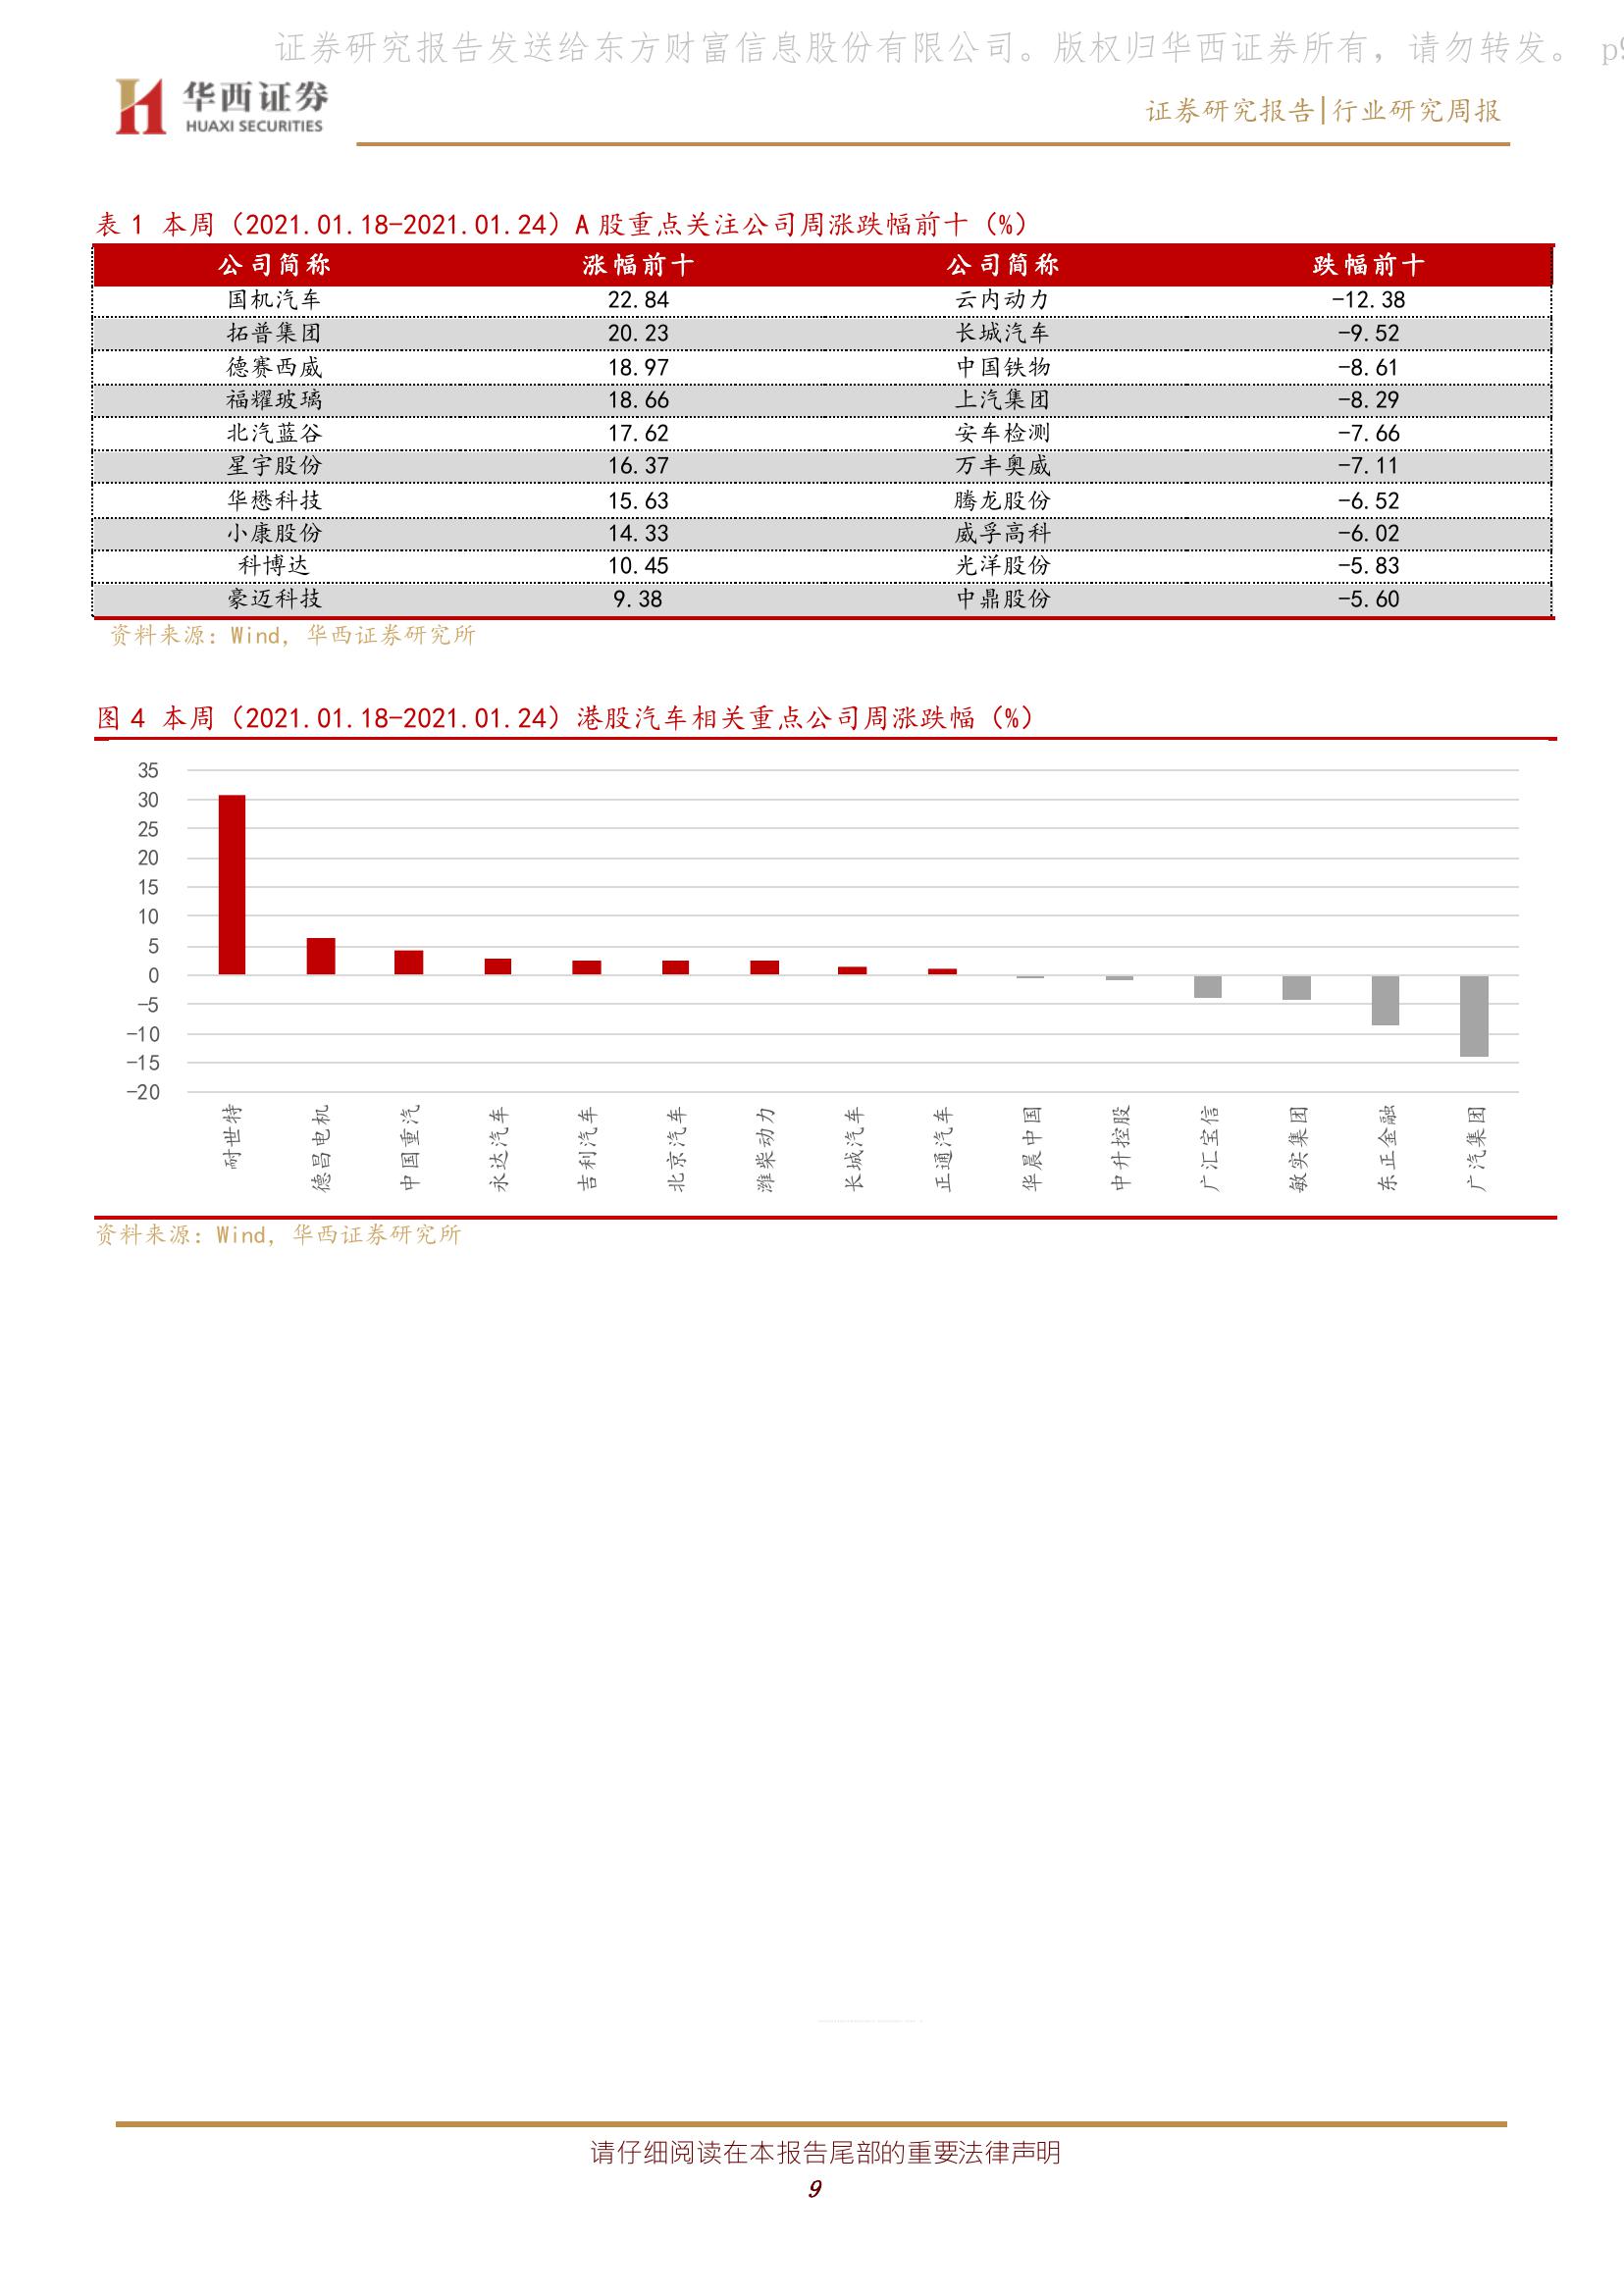 证券研究报告发送给东方财富信息股份有限公司。版权归华西证券所有，请勿转发。 p9
华西证券
HUAXI SECURITIES
证券研究报告|行业研究周报
表 1 本周（2021.01.18-2021.01.24）A 股重点关注公司周涨跌幅前十（%）
公司简称 涨幅前十 公司简称 跌幅前十
国机汽车 22.84 云内动力 -12.38
拓普集团 20.23 长城汽车 -9.52
德赛西威 18.97 中国铁物 -8.61
福耀玻璃 18.66 上汽集团 -8.29
北汽蓝谷 17.62 安车检测 -7.66
星宇股份 16.37 万丰奥威 -7.11
华懋科技 15.63 腾龙股份 -6.52
小康股份 14.33 威孚高科 -6.02
科博达 10.45 光洋股份 -5.83
豪迈科技 9.38 中鼎股份 -5.60
资料来源：Wind，华西证券研究所
图 4 本周（2021.01.18-2021.01.24）港股汽车相关重点公司周涨跌幅（%）
35
30
25
20
15
10
5
0
-5
-10
-15
-20
耐世特
德昌电机
中国重汽
永达汽车
吉利汽车
北京汽车
潍柴动力
长城汽车
正通汽车
华晨中国
中升控股
广汇宝信
敏实集团
东正金融
广汽集团
资料来源：Wind，华西证券研究所
请仔细阅读在本报告尾部的重要法律声明
9